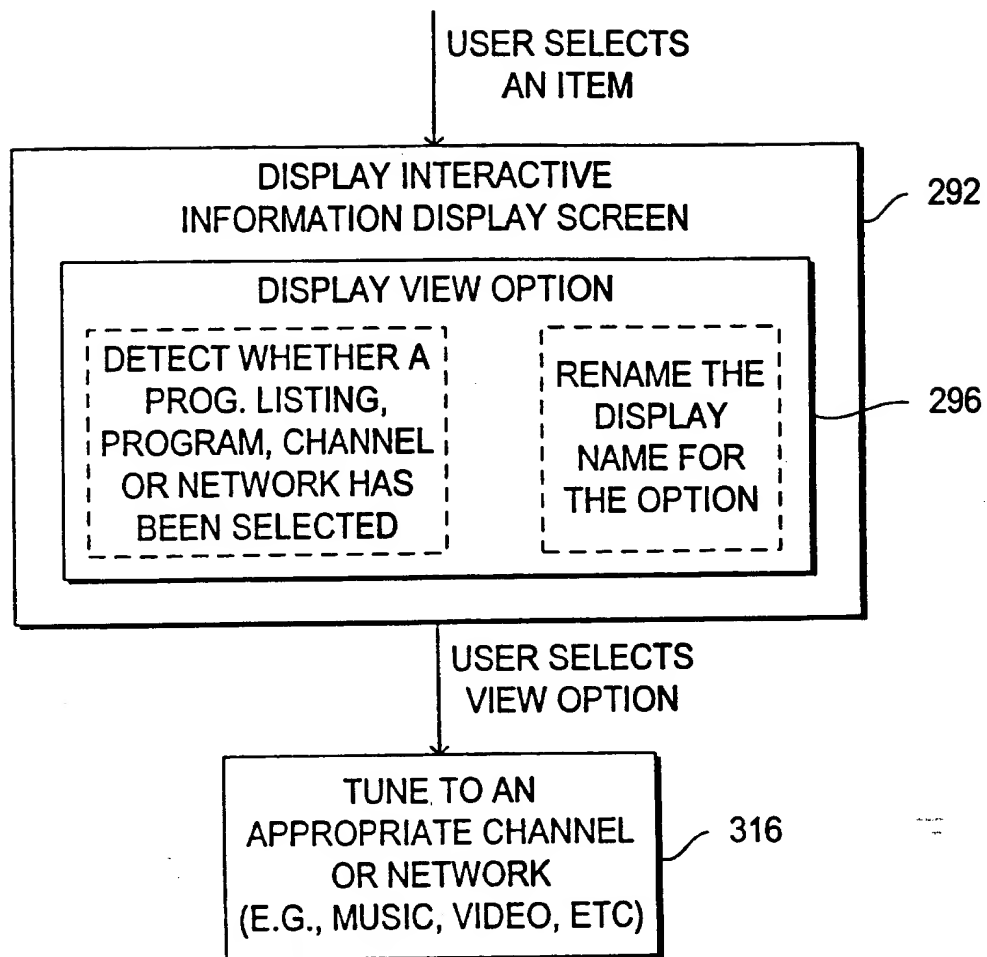 USER SELECTS
AN ITEM
DISPLAY INTERACTIVE
INFORMATION DISPLAY SCREEN
292
DISPLAY VIEW OPTION
DETECT WHETHER A
PROG. LISTING,
PROGRAM, CHANNEL
OR NETWORK HAS
BEEN SELECTED
RENAME THE
DISPLAY
NAME FOR
THE OPTION
296
USER SELECTS
VIEW OPTION
TUNE TO AN
APPROPRIATE CHANNEL
OR NETWORK
(E.G., MUSIC, VIDEO, ETC)
316